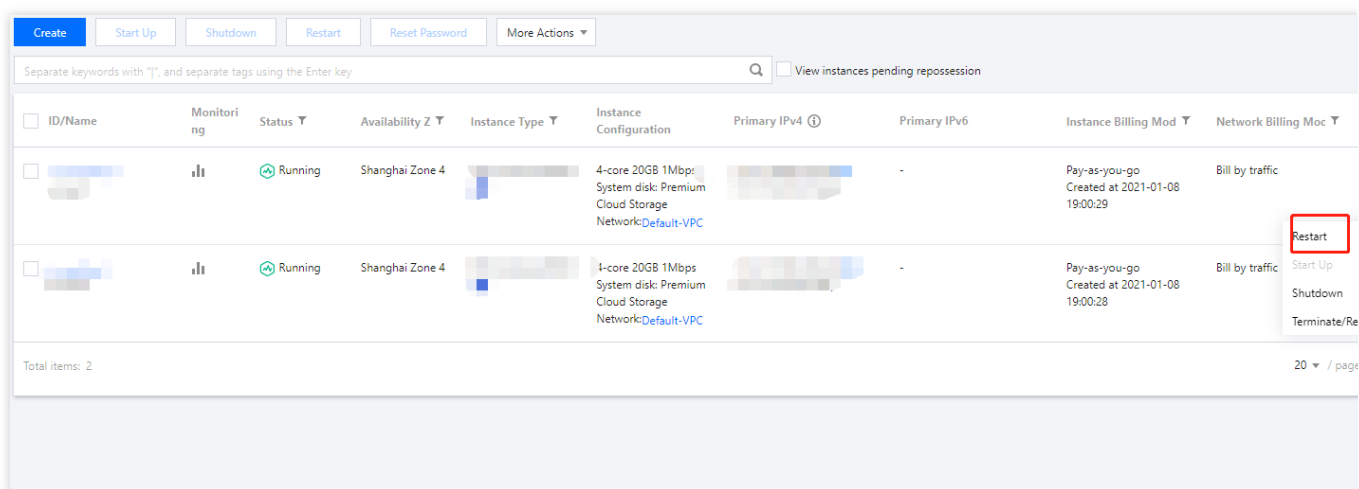 Create Start Up Shutdown Restart Reset Password More Actions
Separate keywords with "|", and separate tags using the Enter key
View instances pending repossession
ID/Name Monitori
ng Status Availability Z Instance Type Instance
Configuration Primary IPv4 Primary IPv6 Instance Billing Mod Network Billing Moc
Running Shanghai Zone 4 4-core 20GB 1Mbps
System disk: Premium
Cloud Storage
Network:Default-VPC
- Pay-as-you-go
Created at 2021-01-08
19:00:29
Bill by traffic
Restart
Start Up
Shutdown
Terminate/Re
Running Shanghai Zone 4 4-core 20GB 1Mbps
System disk: Premium
Cloud Storage
Network:Default-VPC
- Pay-as-you-go
Created at 2021-01-08
19:00:28
Bill by traffic
Total items: 2 20 / page